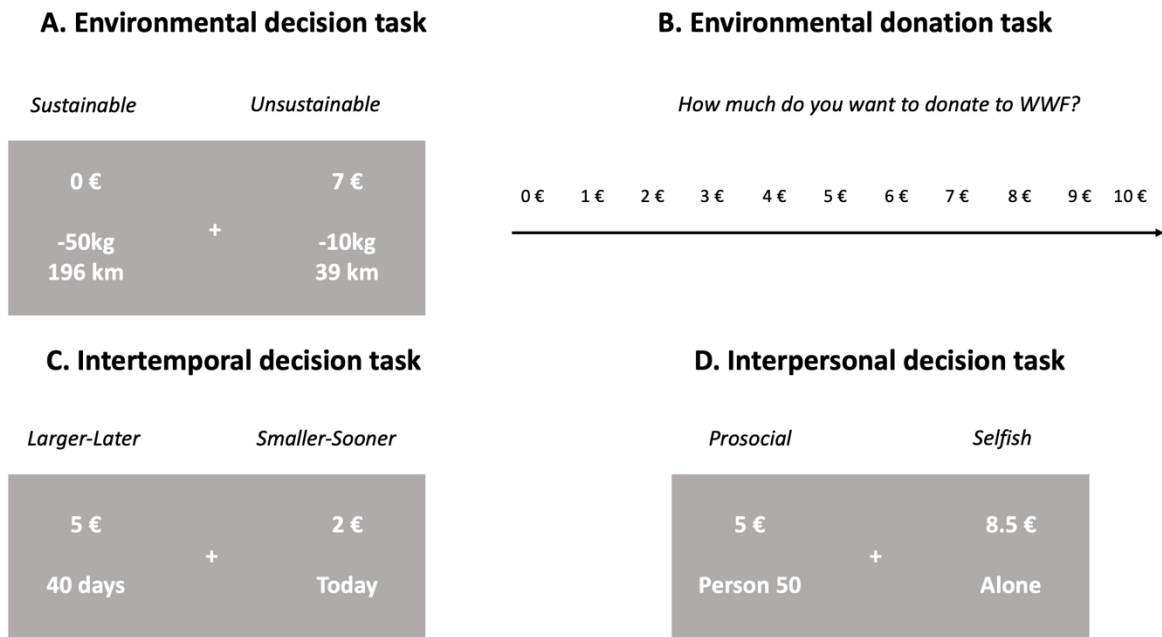 A. Environmental decision task
Sustainable Unsustainable
0 € 7 €
+
-50kg -10kg
196 km 39 km
B. Environmental donation task
How much do you want to donate to WWF?
0 € 1 € 2 € 3 € 4 € 5 € 6 € 7 € 8 € 9 € 10 €
C. Intertemporal decision task
Larger-Later Smaller-Sooner
5 € 2 €
+
40 days Today
D. Interpersonal decision task
Prosocial Selfish
5 € 8.5 €
+
Person 50 Alone